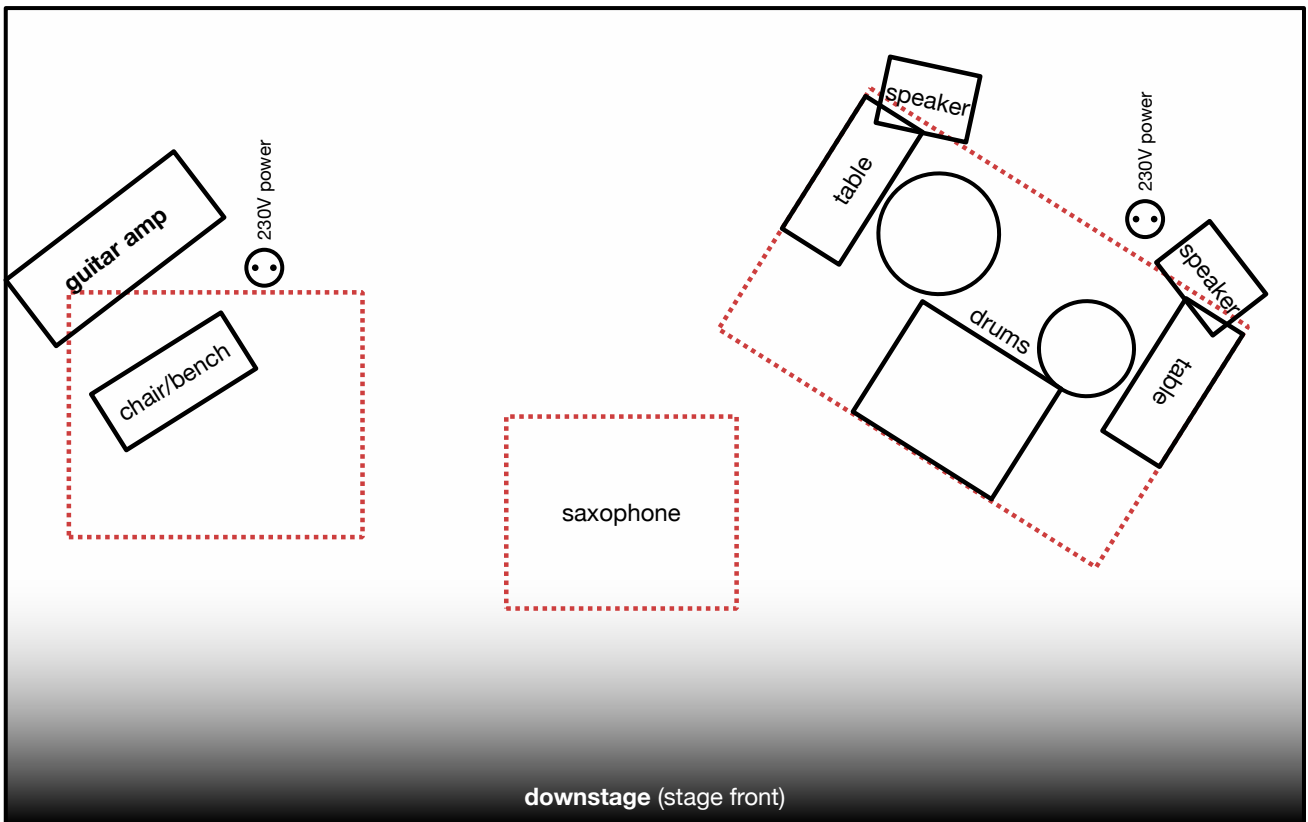 speaker
230V power
table
230V power
guitar amp
speaker
drums
chair/bench
table
saxophone
downstage (stage front)